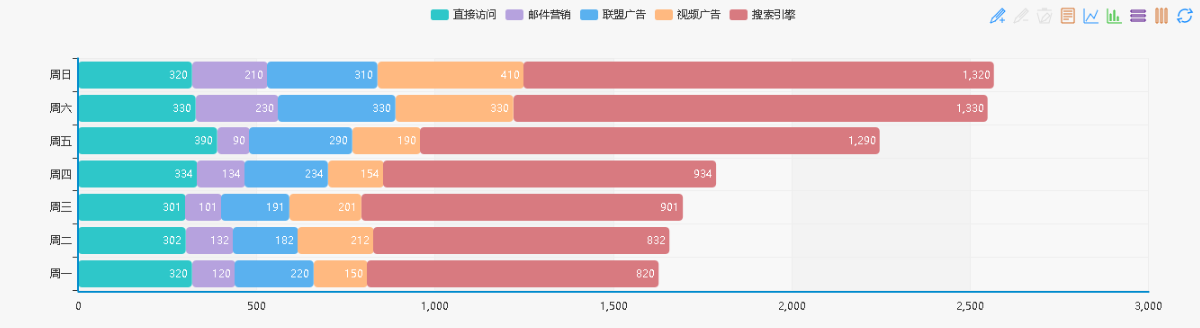 直接访问 邮件营销 联盟广告 视频广告 搜索引擎
周日 320 210 310 410 1,320
周六 330 230 330 330 1,330
周五 390 90 290 190 1,290
周四 334 134 234 154 934
周三 301 101 191 201 901
周二 302 132 182 212 832
周一 320 120 220 150 820
0 500 1,000 1,500 2,000 2,500 3,000